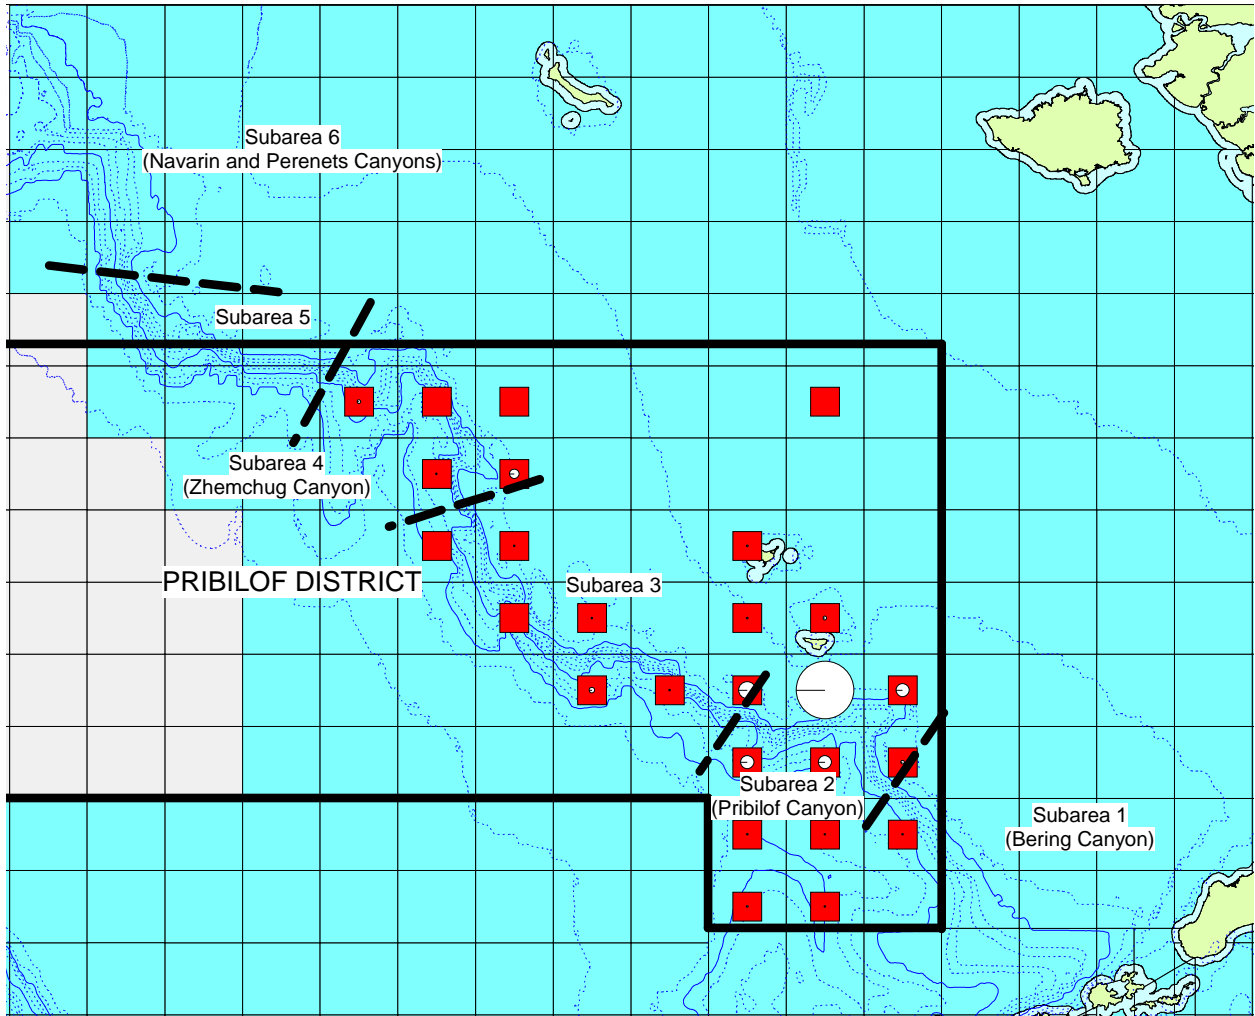 Subarea 6
(Navarin and Perenets Canyons)
Subarea 5
Subarea 4
(Zhemchug Canyon)
PRIBILOF DISTRICT
Subarea 3
Subarea 2
(Pribilof Canyon)
Subarea 1
(Bering Canyon)